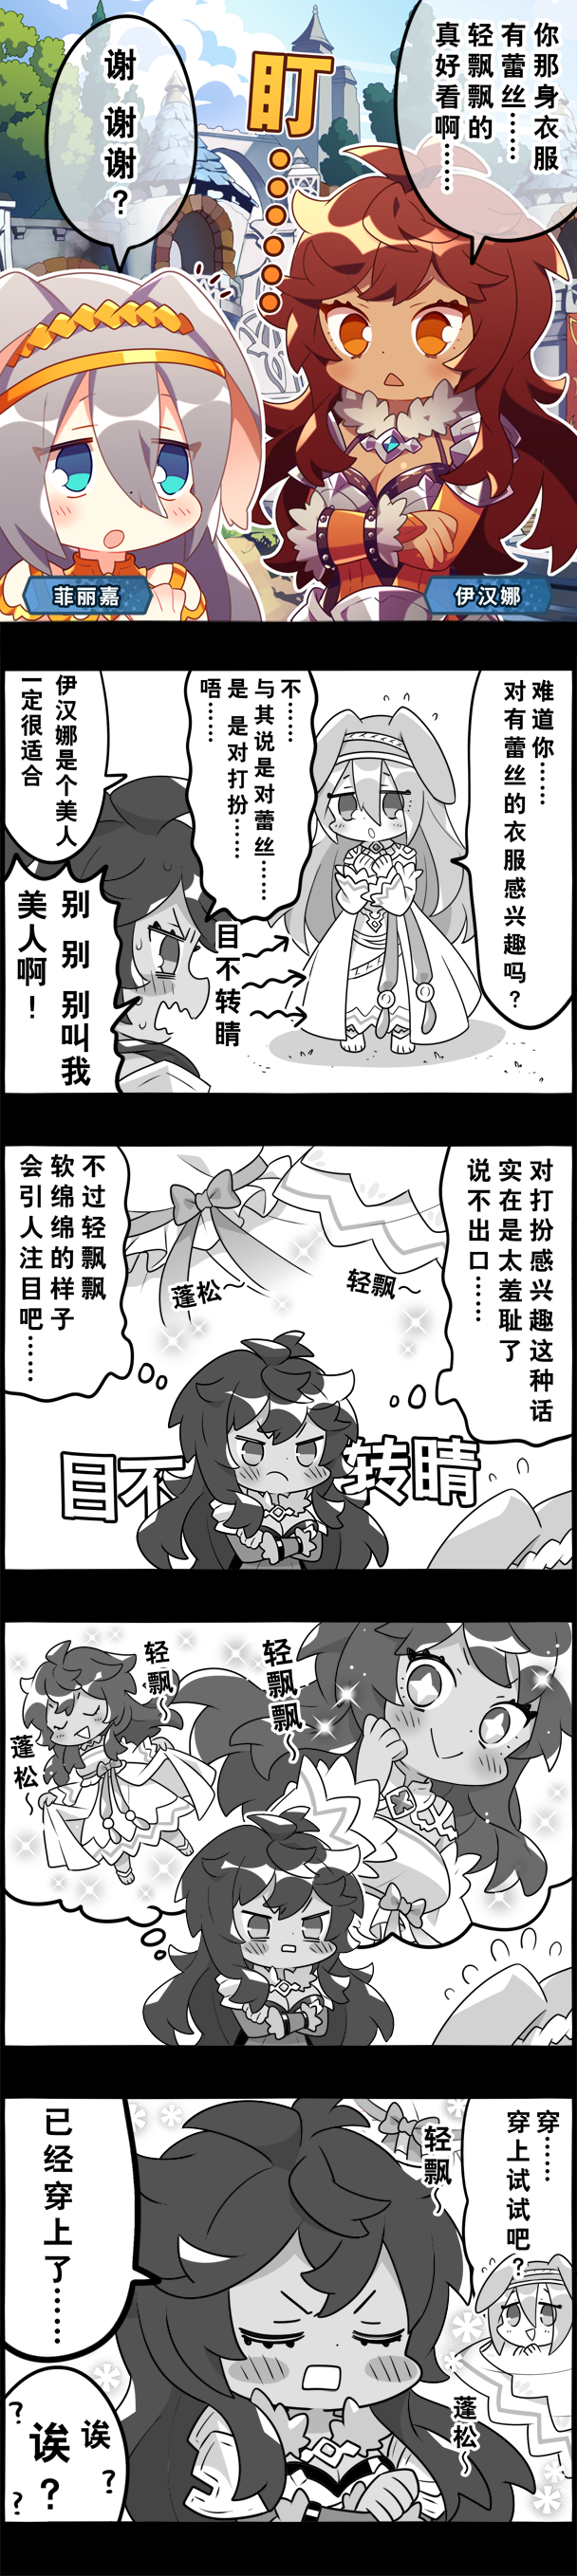 你那身衣服
有蕾丝……
轻飘飘的
真好看啊……
盯……
谢 谢谢？
菲丽嘉
伊汉娜
难道你……
对有蕾丝的衣服感兴趣吗？
不……
与其说是对蕾丝……
是 是对打扮……
唔……
目不转睛
伊汉娜是个美人
一定很适合
别 别 别叫我
美人啊！
对打扮感兴趣这种话
实在是太羞耻了
说不出口……
轻飘～
蓬松～
不过轻飘飘
软绵绵的样子
会引人注目吧……
目不转睛
轻飘飘～
轻飘～
蓬松～
穿……
穿上试试吧？
轻飘～
蓬松～
已经穿上了……
？
诶
诶？
？
？